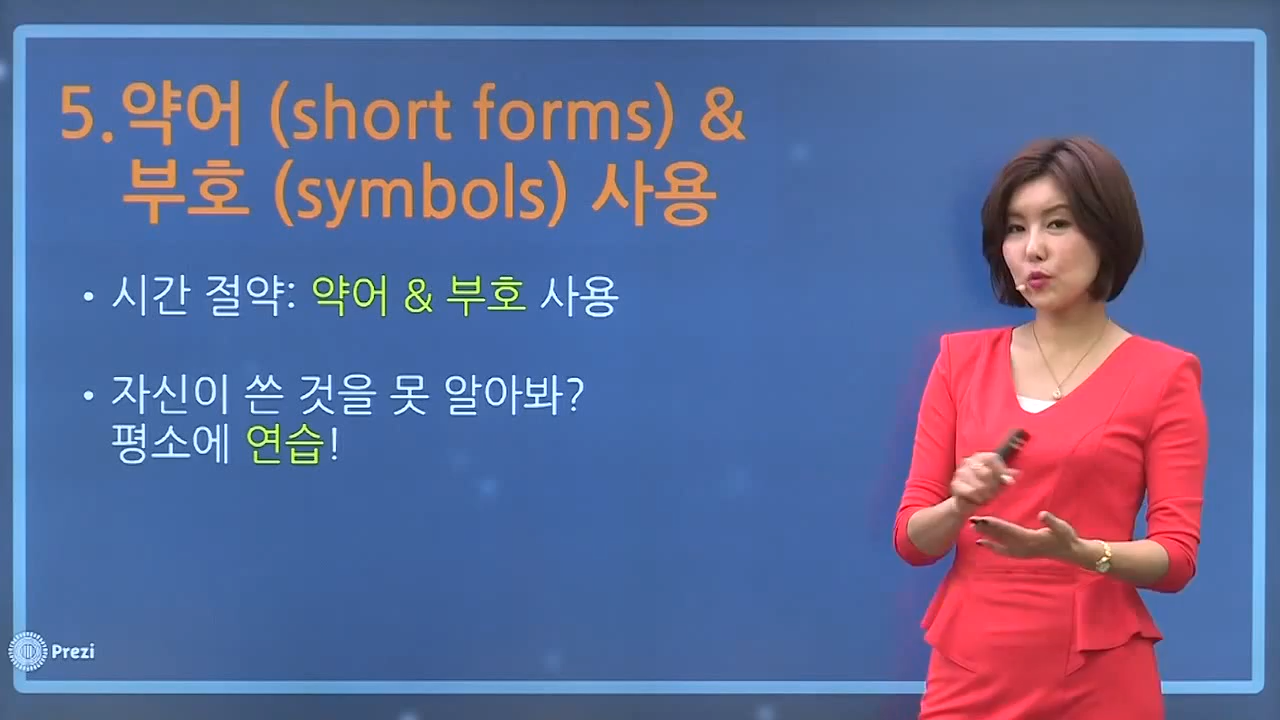 5.약어 (short forms) &
부호 (symbols) 사용
• 시간 절약: 약어 & 부호 사용
• 자신이 쓴 것을 못 알아봐?
평소에 연습!
Prezi